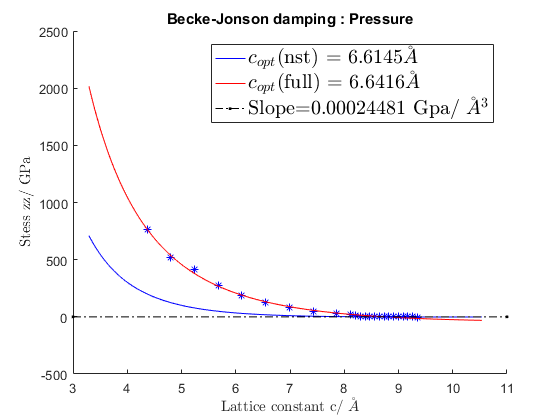 Becke-Jonson damping : Pressure
2500
2000
1500
1000
500
0
-500
Stess zz/ GPa
c_opt(nst) = 6.6145Å
c_opt(full) = 6.6416Å
Slope=0.00024481 Gpa/ Å³
3 4 5 6 7 8 9 10 11
Lattice constant c/ Å